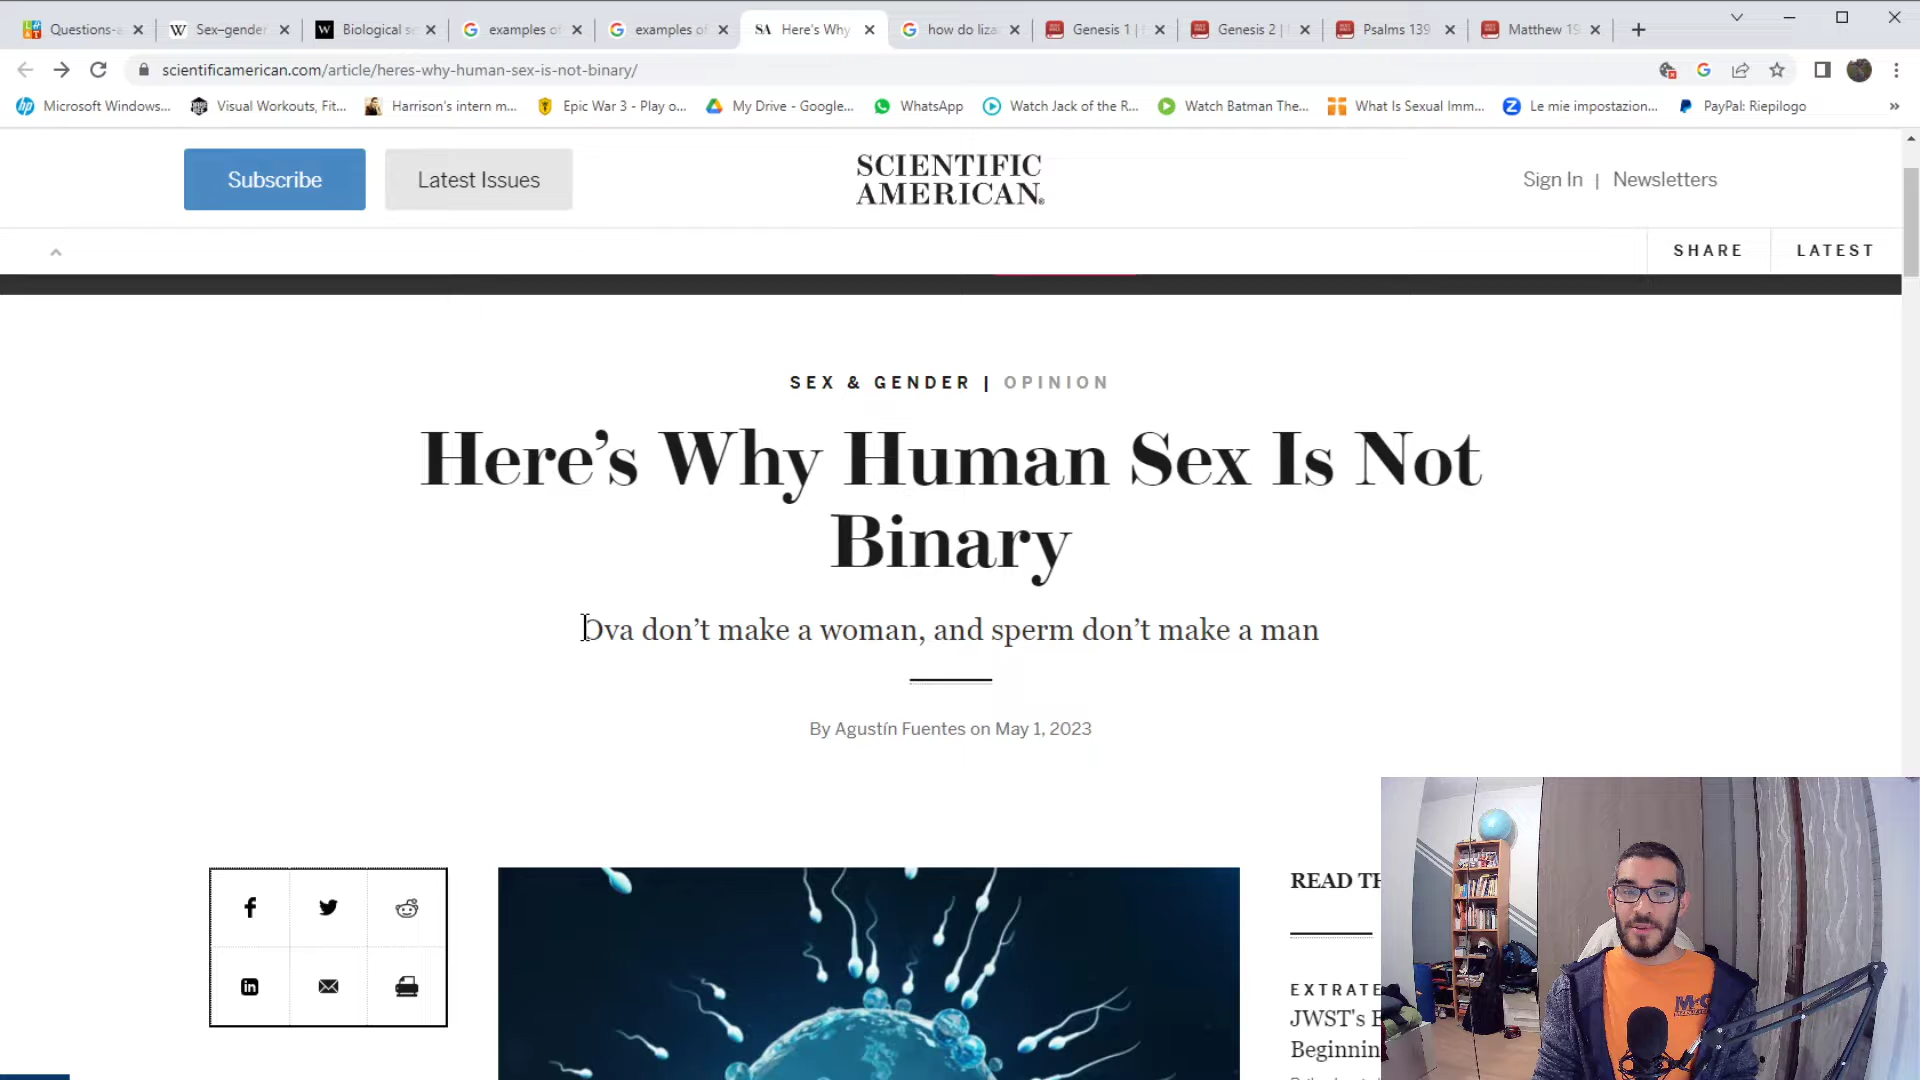 Questions-a
Sex–gender
Biological se
examples of
examples of
SA Here's Why
how do liza
Genesis 1 |
Genesis 2 |
Psalms 139
Matthew 19
scientificamerican.com/article/heres-why-human-sex-is-not-binary/
Microsoft Windows...
Visual Workouts, Fit...
Harrison's intern m...
Epic War 3 - Play o...
My Drive - Google...
WhatsApp
Watch Jack of the R...
Watch Batman The...
What Is Sexual Imm...
Le mie impostazion...
PayPal: Riepilogo
Subscribe
Latest Issues
SCIENTIFIC
AMERICAN®
Sign In | Newsletters
SHARE
LATEST
SEX & GENDER | OPINION
Here's Why Human Sex Is Not
Binary
Ova don't make a woman, and sperm don't make a man
By Agustín Fuentes on May 1, 2023
READ TH
EXTRATE
JWST's E
Beginnin